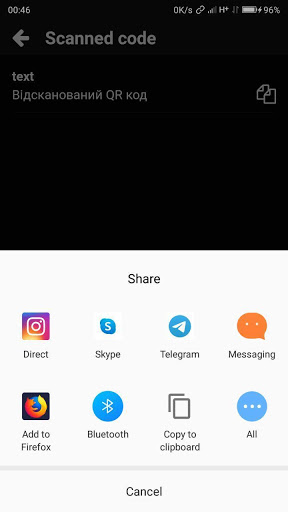 00:46 0K/s H+ 96%
Scanned code
text
Відсканований QR код
Share
Direct Skype Telegram Messaging
Add to Firefox Bluetooth Copy to clipboard All
Cancel